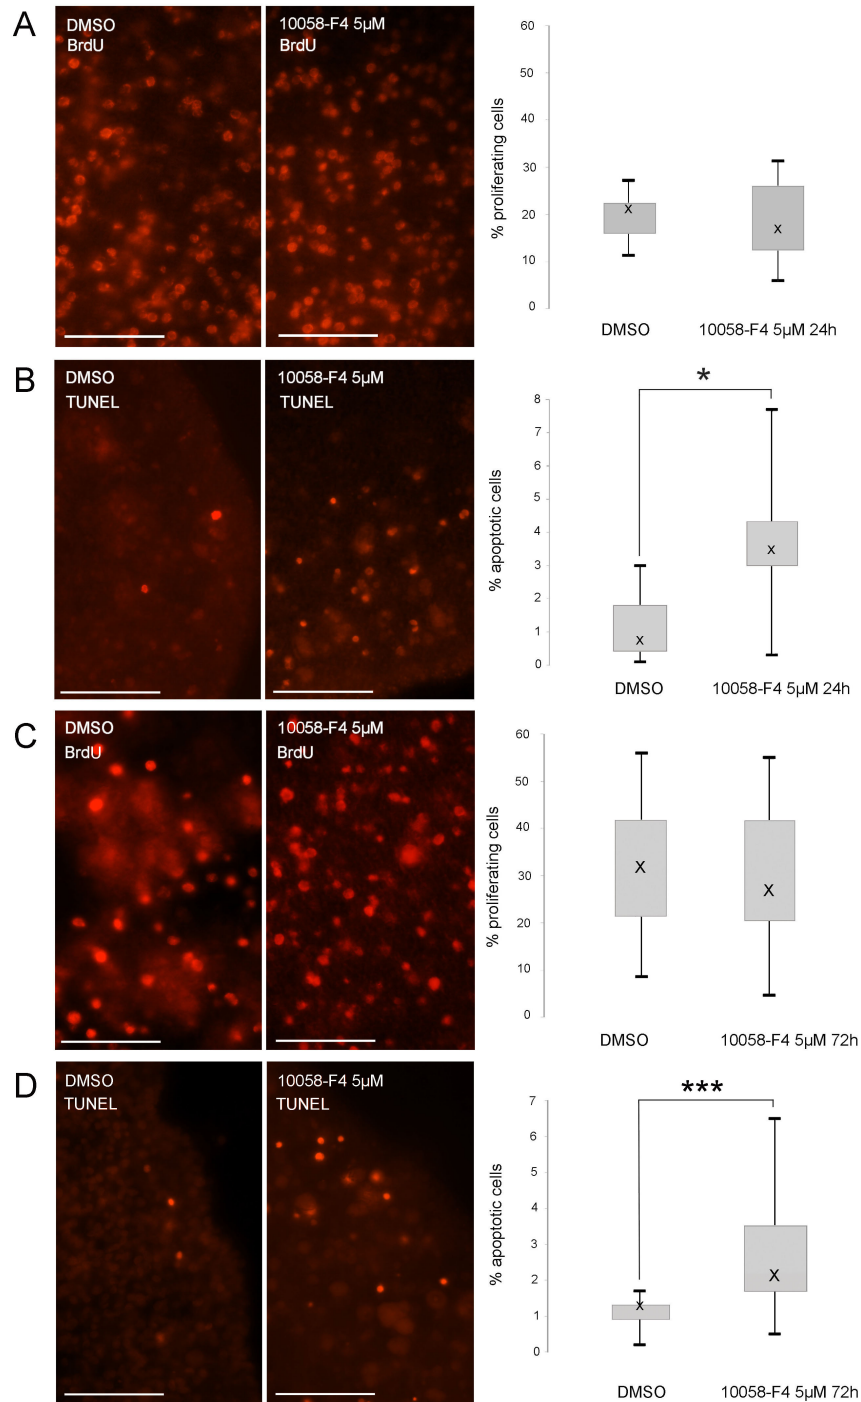 A
DMSO
BrdU
10058-F4 5µM
BrdU
% proliferating cells
60
50
40
30
20
10
0
x
x
DMSO
10058-F4 5µM 24h
B
DMSO
TUNEL
10058-F4 5µM
TUNEL
*
% apoptotic cells
8
7
6
5
4
3
2
1
0
x
x
DMSO
10058-F4 5µM 24h
C
DMSO
BrdU
10058-F4 5µM
BrdU
% proliferating cells
60
50
40
30
20
10
0
X
X
DMSO
10058-F4 5µM 72h
D
DMSO
TUNEL
10058-F4 5µM
TUNEL
***
% apoptotic cells
7
6
5
4
3
2
1
0
x
X
DMSO
10058-F4 5µM 72h